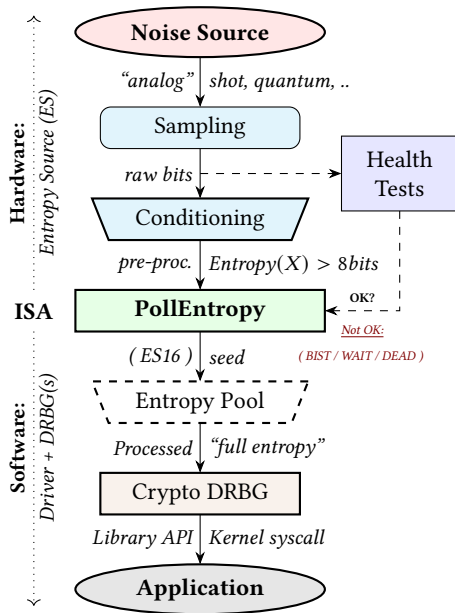 Noise Source
"analog" shot, quantum, ..
Sampling
raw bits
Health
Tests
Conditioning
pre-proc. Entropy(X) > 8bits
Hardware:
Entropy Source (ES)
ISA
PollEntropy
OK?
Not OK:
( BIST / WAIT / DEAD )
( ES16 ) seed
Entropy Pool
Processed "full entropy"
Crypto DRBG
Library API Kernel syscall
Application
Software:
Driver + DRBG(s)